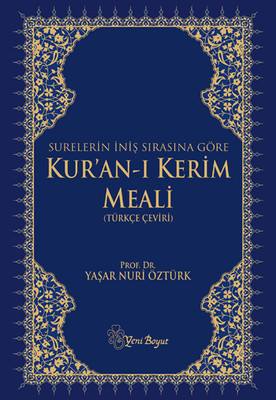 SURELERİN İNİŞ SIRASINA GÖRE
KUR'AN-I KERİM
MEALİ
(TÜRKÇE ÇEVİRİ)
PROF. DR.
YAŞAR NURİ ÖZTÜRK
Yeni Boyut